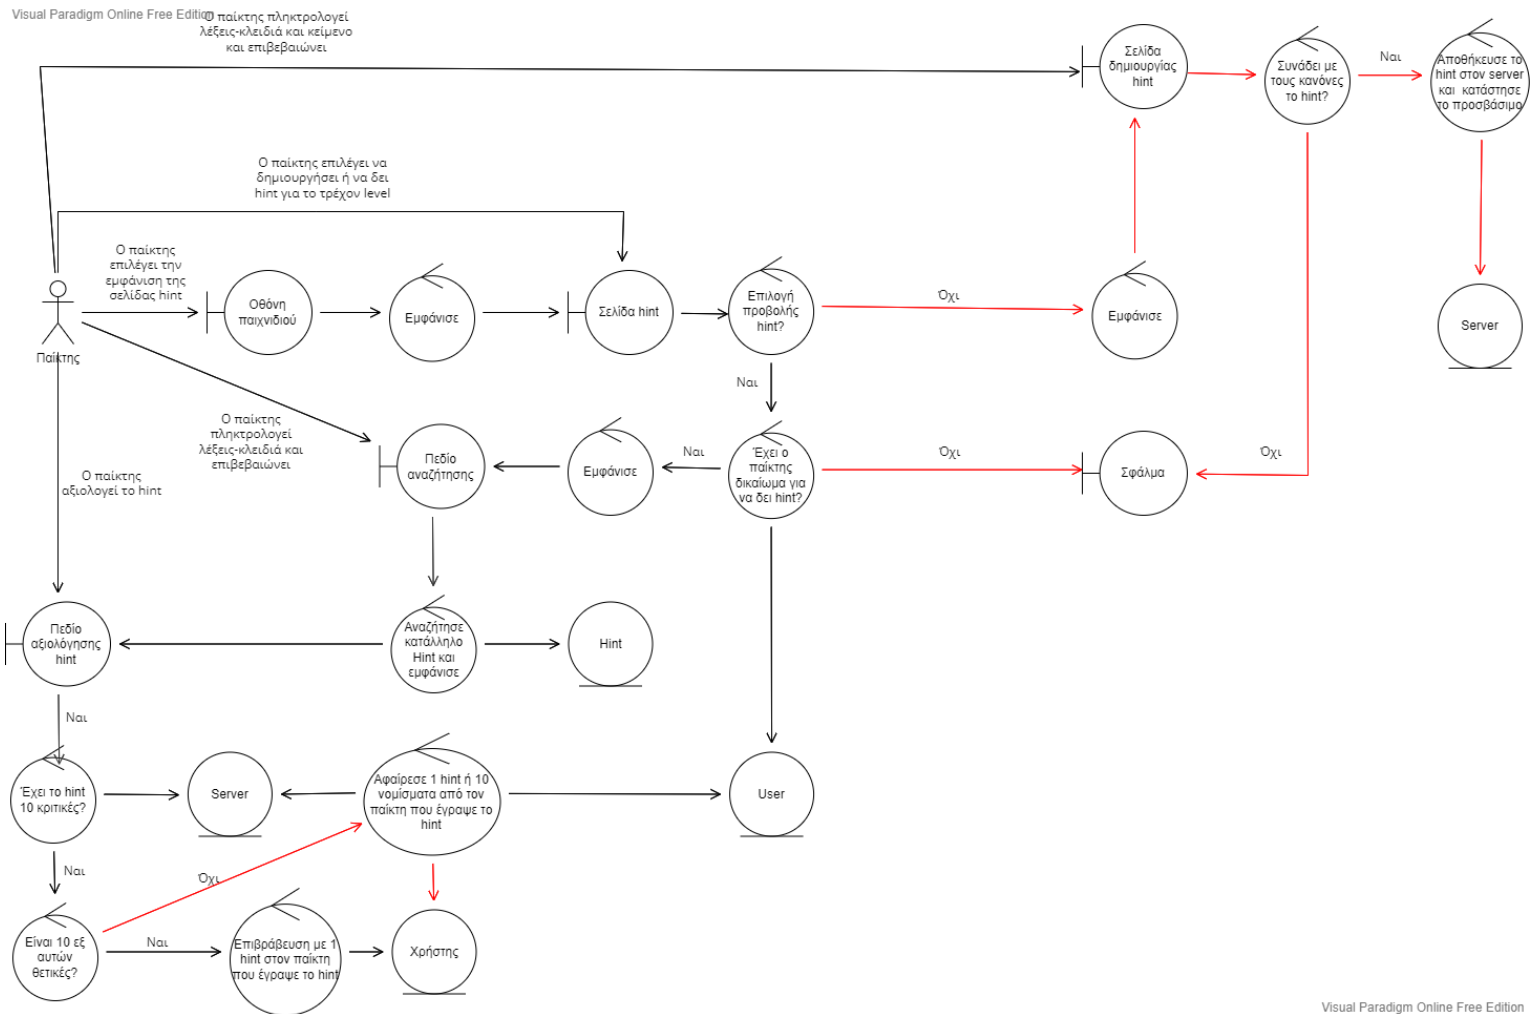 Visual Paradigm Online Free Edition
Ο παίκτης πληκτρολογεί
λέξεις-κλειδιά και κείμενο
και επιβεβαιώνει
Σελίδα
δημιουργίας
hint
Συνάδει με
τους κανόνες
το hint?
Ναι
Αποθήκευσε το
hint στον server
και κατάστησε
το προσβάσιμο
Ο παίκτης επιλέγει να
δημιουργήσει ή να δει
hint για το τρέχον level
Ο παίκτης
επιλέγει την
εμφάνιση της
σελίδας hint
Οθόνη
παιχνιδιού
Εμφάνισε
Σελίδα hint
Επιλογή
προβολής
hint?
Όχι
Εμφάνισε
Server
Παίκτης
Ναι
Ο παίκτης
πληκτρολογεί
λέξεις-κλειδιά και
επιβεβαιώνει
Πεδίο
αναζήτησης
Εμφάνισε
Ναι
Έχει ο
παίκτης
δικαίωμα για
να δει hint?
Όχι
Σφάλμα
Όχι
Ο παίκτης
αξιολογεί το hint
Πεδίο
αξιολόγησης
hint
Αναζήτησε
κατάλληλο
Hint και
εμφάνισε
Hint
Ναι
Έχει το hint
10 κριτικές?
Server
Αφαίρεσε 1 hint ή 10
νομίσματα από τον
παίκτη που έγραψε το
hint
User
Ναι
Όχι
Είναι 10 εξ
αυτών
θετικές?
Ναι
Επιβράβευση με 1
hint στον παίκτη
που έγραψε το hint
Χρήστης
Visual Paradigm Online Free Edition